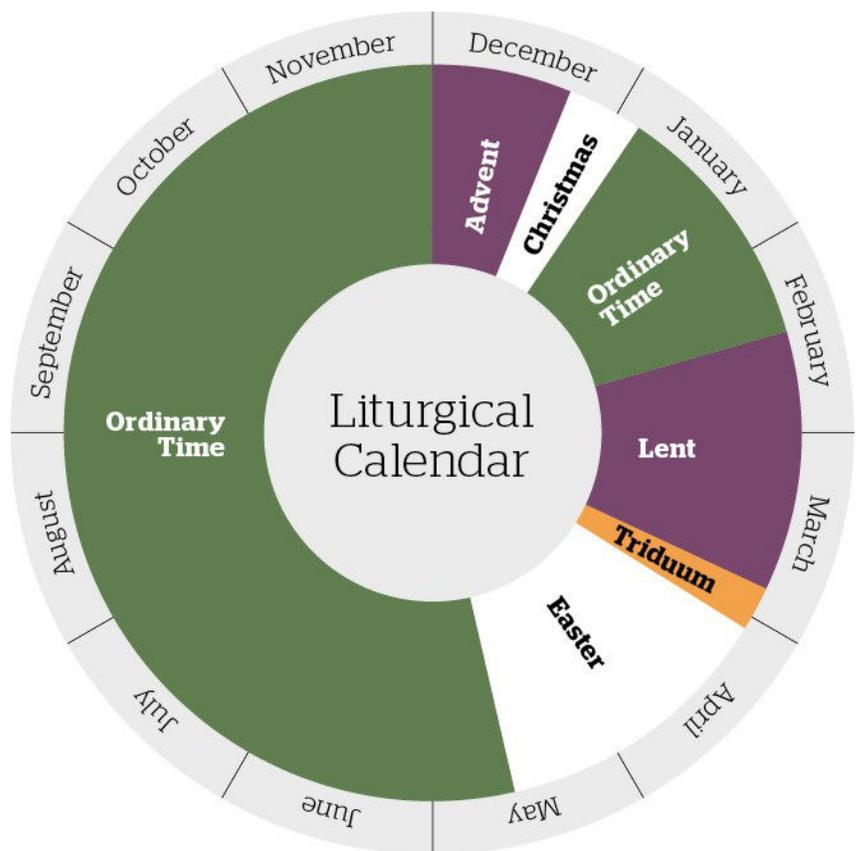 December
January
February
March
April
May
June
July
August
September
October
November
Advent
Christmas
Ordinary
Time
Lent
Triduum
Easter
Ordinary
Time
Liturgical
Calendar